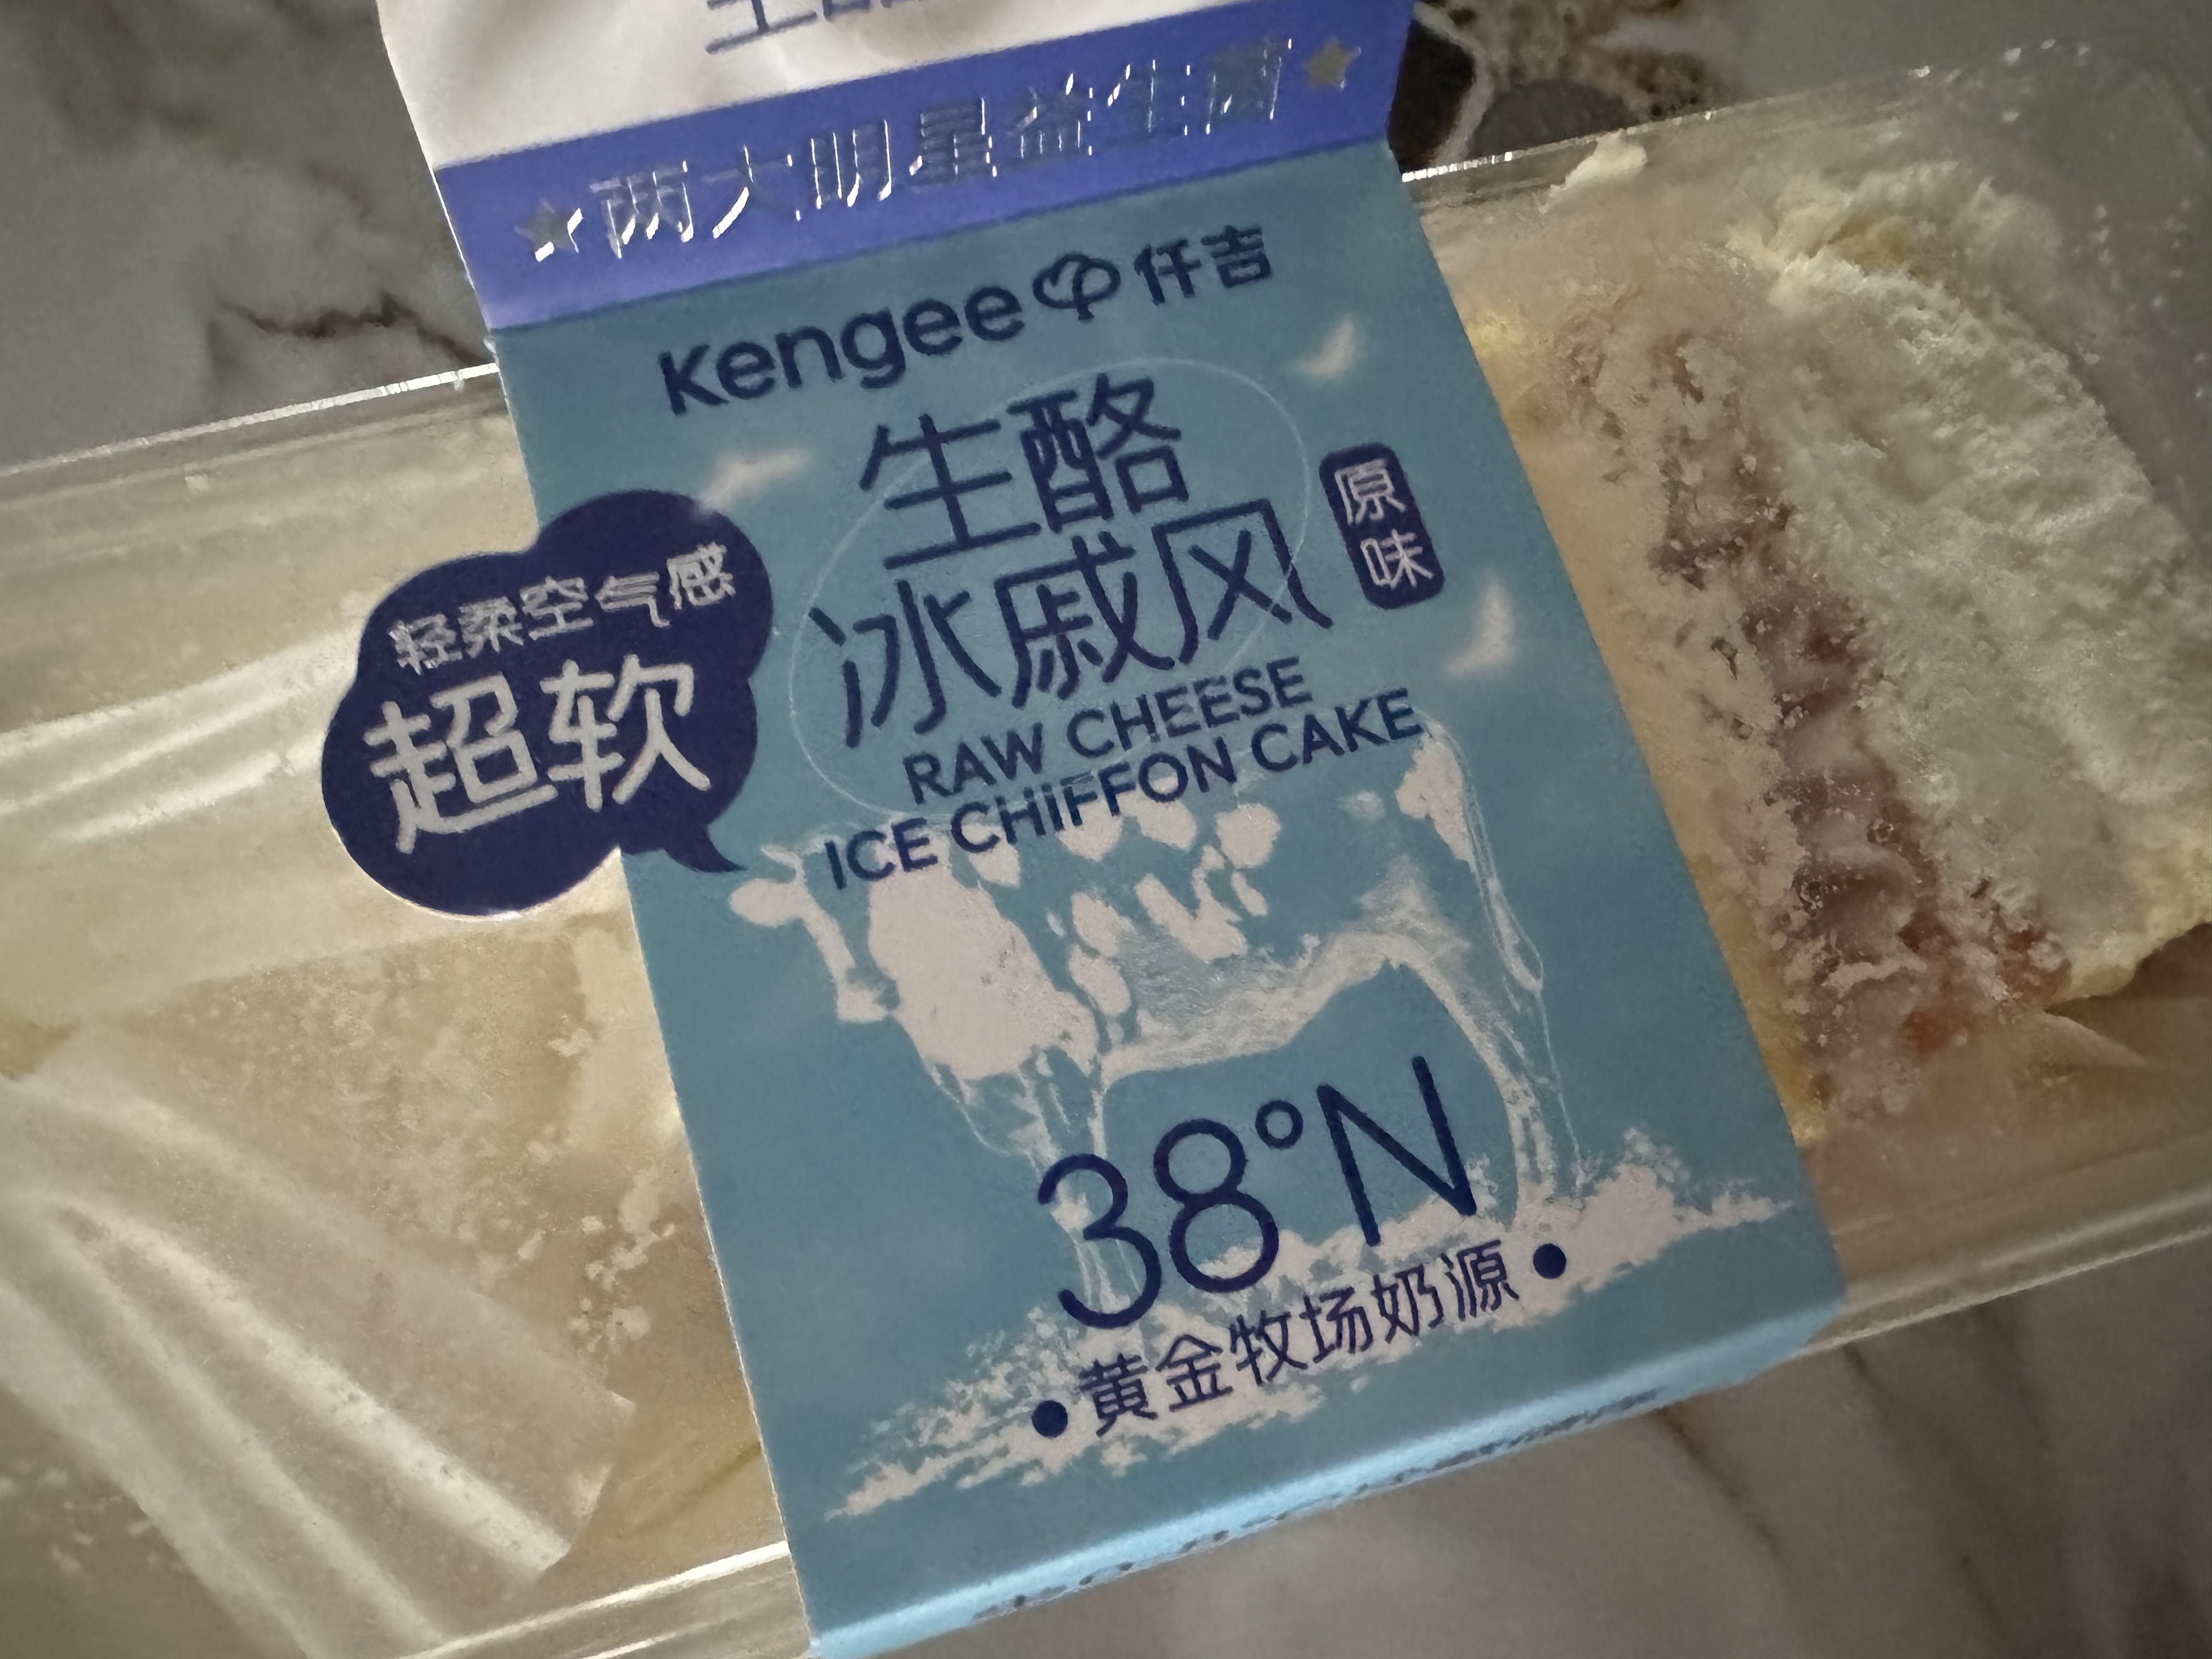 两大明星益生菌
Kengee 仟吉
生酪
冰戚风
原味
RAW CHEESE
ICE CHIFFON CAKE
轻柔空气感
超软
38°N
黄金牧场奶源